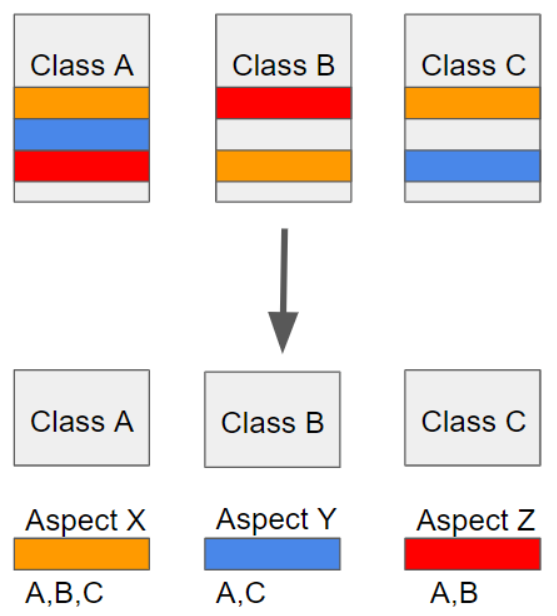 Class A
Class B
Class C
Class A
Class B
Class C
Aspect X
Aspect Y
Aspect Z
A,B,C
A,C
A,B